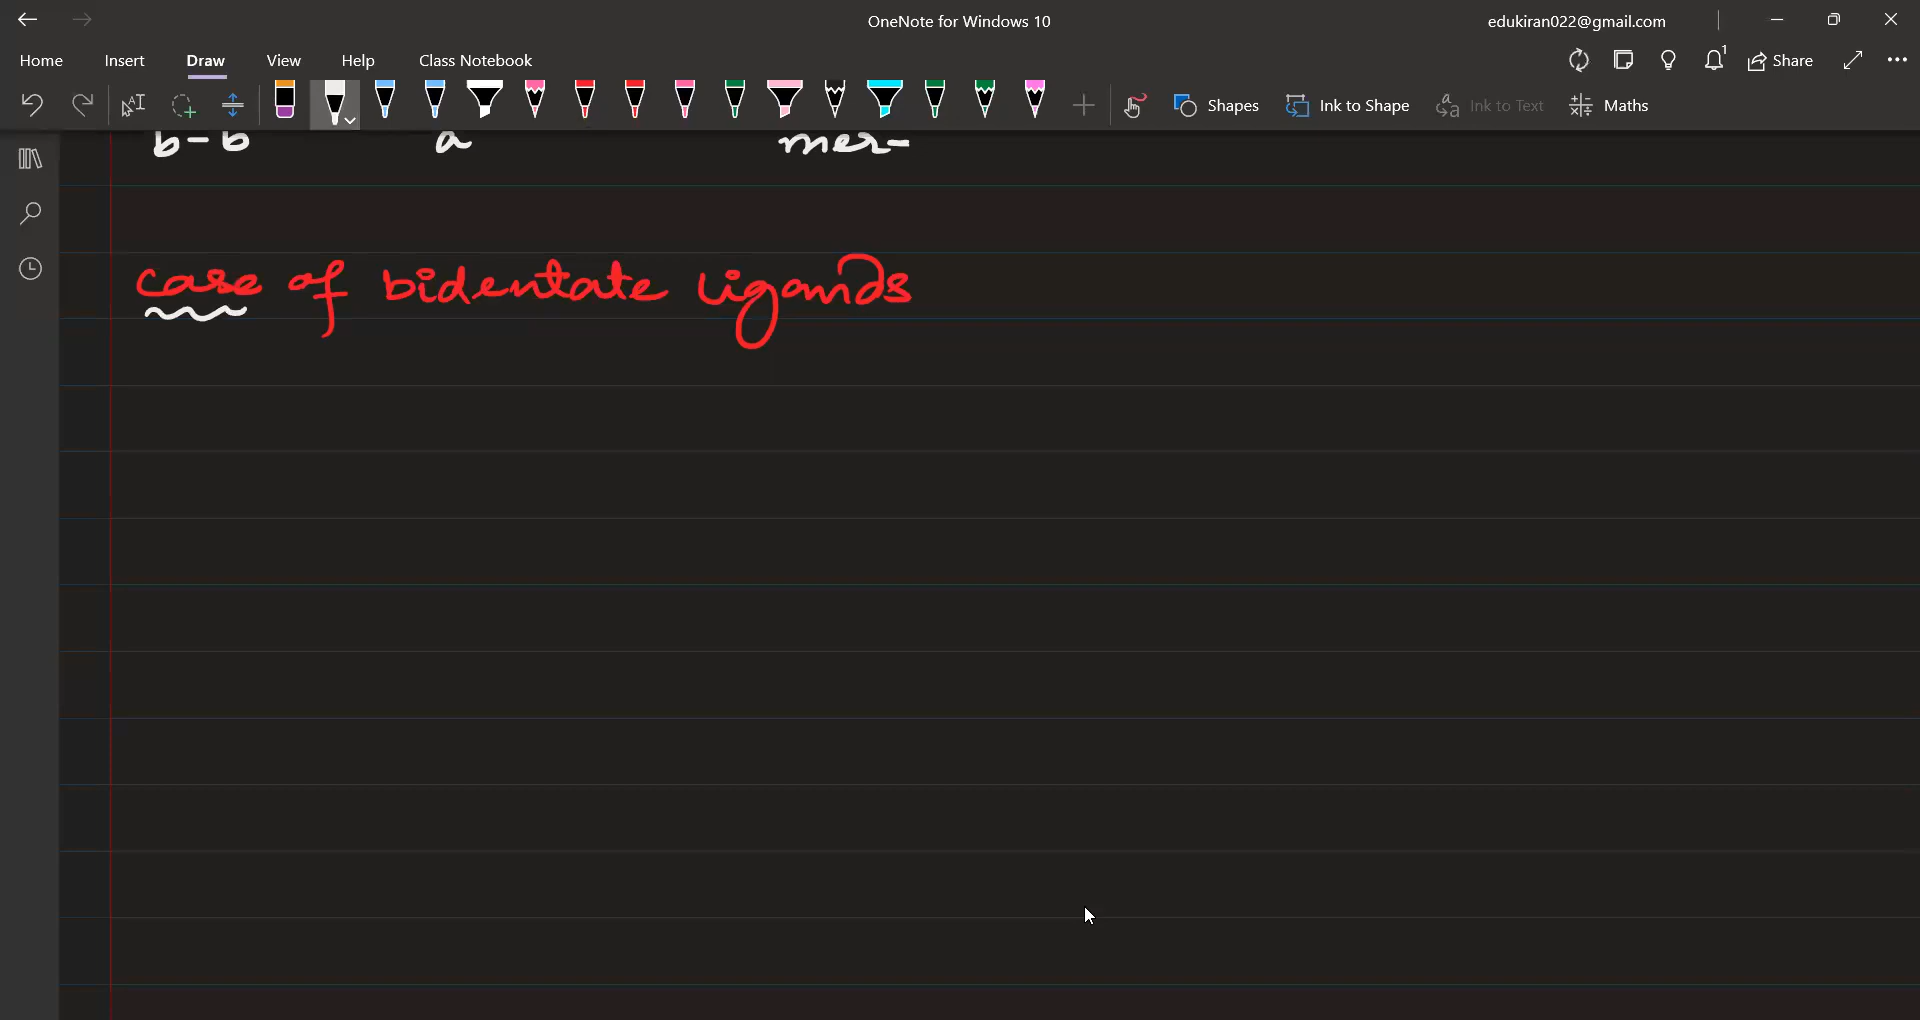 OneNote for Windows 10
edukiran022@gmail.com
Home Insert Draw View Help Class Notebook
1
Share
Shapes Ink to Shape Ink to Text Maths
b-b a mer-
case of bidentate ligands